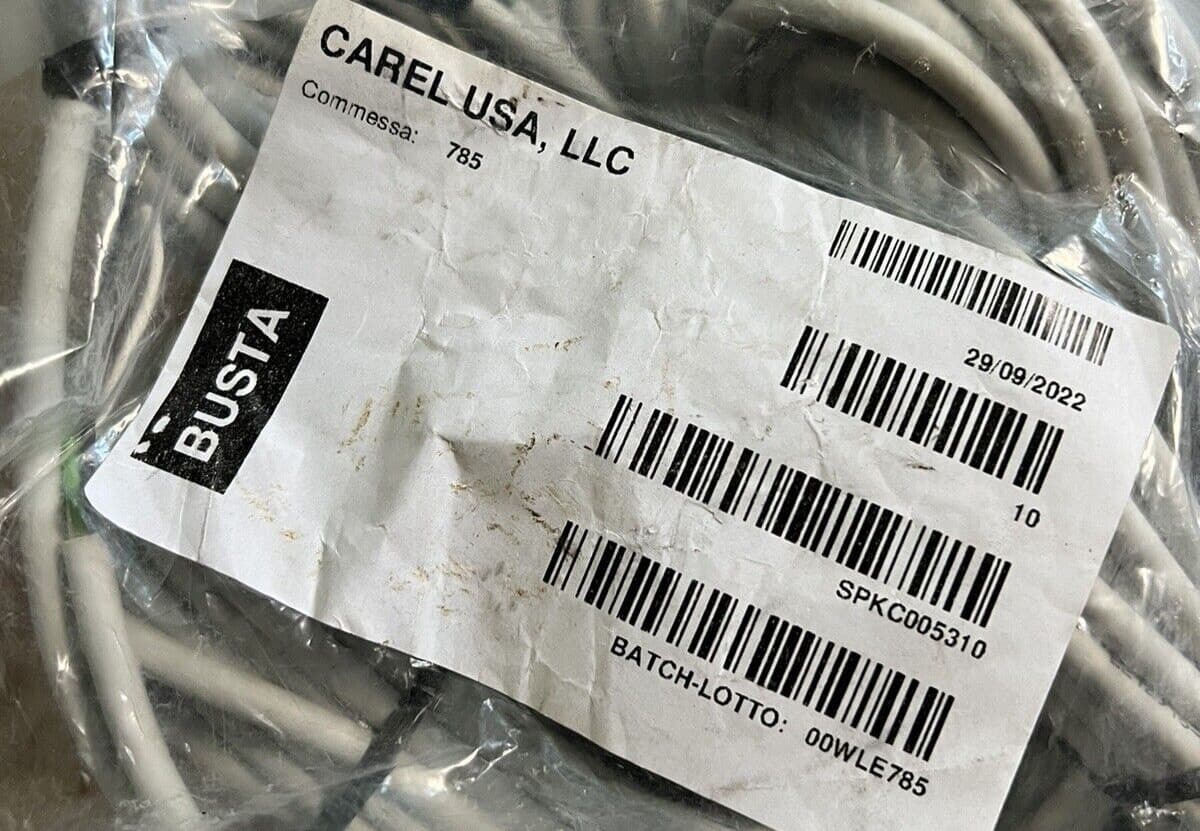 CAREL USA, LLC
Commessa: 785
BUSTA
29/09/2022
10
SPKC005310
BATCH-LOTTO: 00WLE785